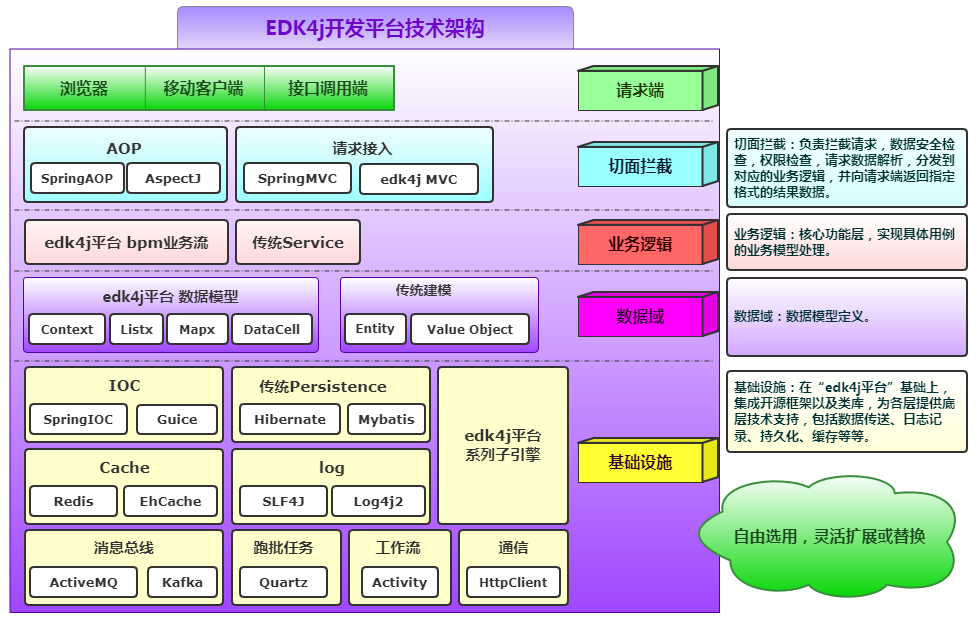 EDK4j开发平台技术架构
浏览器
移动客户端
接口调用端
请求端
AOP
SpringAOP
AspectJ
请求接入
SpringMVC
edk4j MVC
切面拦截
切面拦截：负责拦截请求，数据安全检
查，权限检查，请求数据解析，分发到
对应的业务逻辑，并向请求端返回指定
格式的结果数据。
edk4j平台 bpm业务流
传统Service
业务逻辑
业务逻辑：核心功能层，实现具体用例
的业务模型处理。
edk4j平台 数据模型
Context
Listx
Mapx
DataCell
传统建模
Entity
Value Object
数据域
数据域：数据模型定义。
IOC
SpringIOC
Guice
传统Persistence
Hibernate
Mybatis
edk4j平台
系列子引擎
Cache
Redis
EhCache
log
SLF4J
Log4j2
基础设施
基础设施：在“edk4j平台”基础上，
集成开源框架以及类库，为各层提供底
层技术支持，包括数据传送、日志记
录、持久化、缓存等等。
消息总线
ActiveMQ
Kafka
跑批任务
Quartz
工作流
Activity
通信
HttpClient
自由选用，灵活扩展或替换